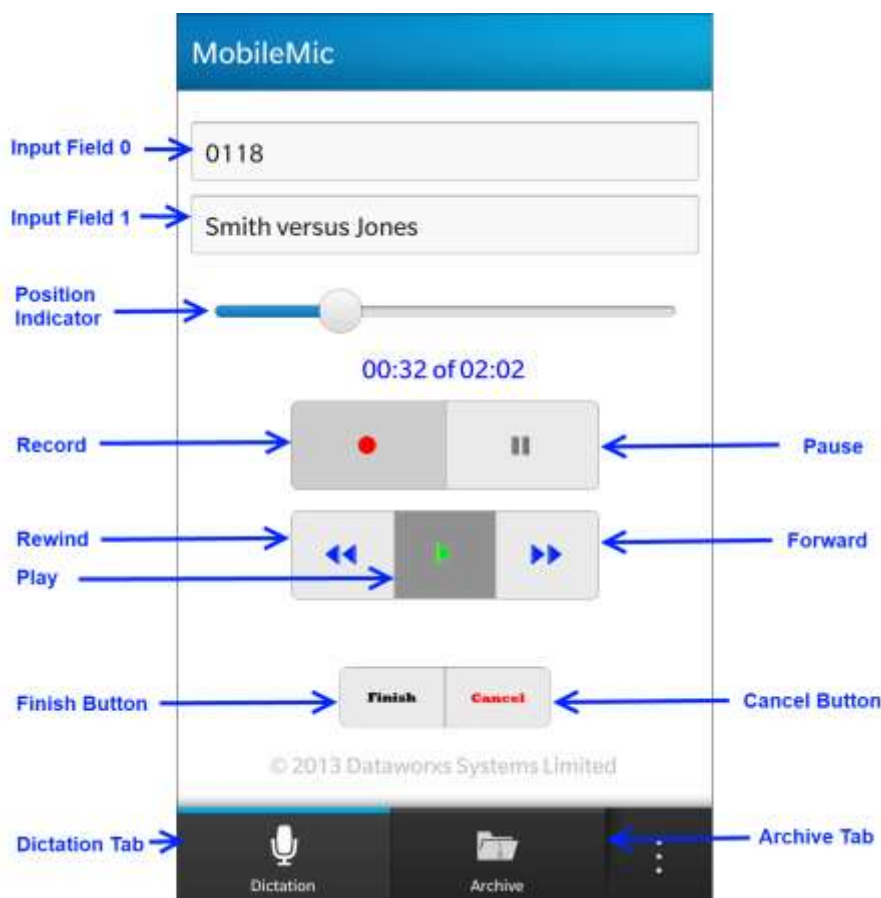 MobileMic
Input Field 0
0118
Input Field 1
Smith versus Jones
Position
Indicator
00:32 of 02:02
Record
Pause
Rewind
Forward
Play
Finish Button
Finish
Cancel
Cancel Button
© 2013 Dataworxs Systems Limited
Dictation Tab
Archive Tab
Dictation
Archive